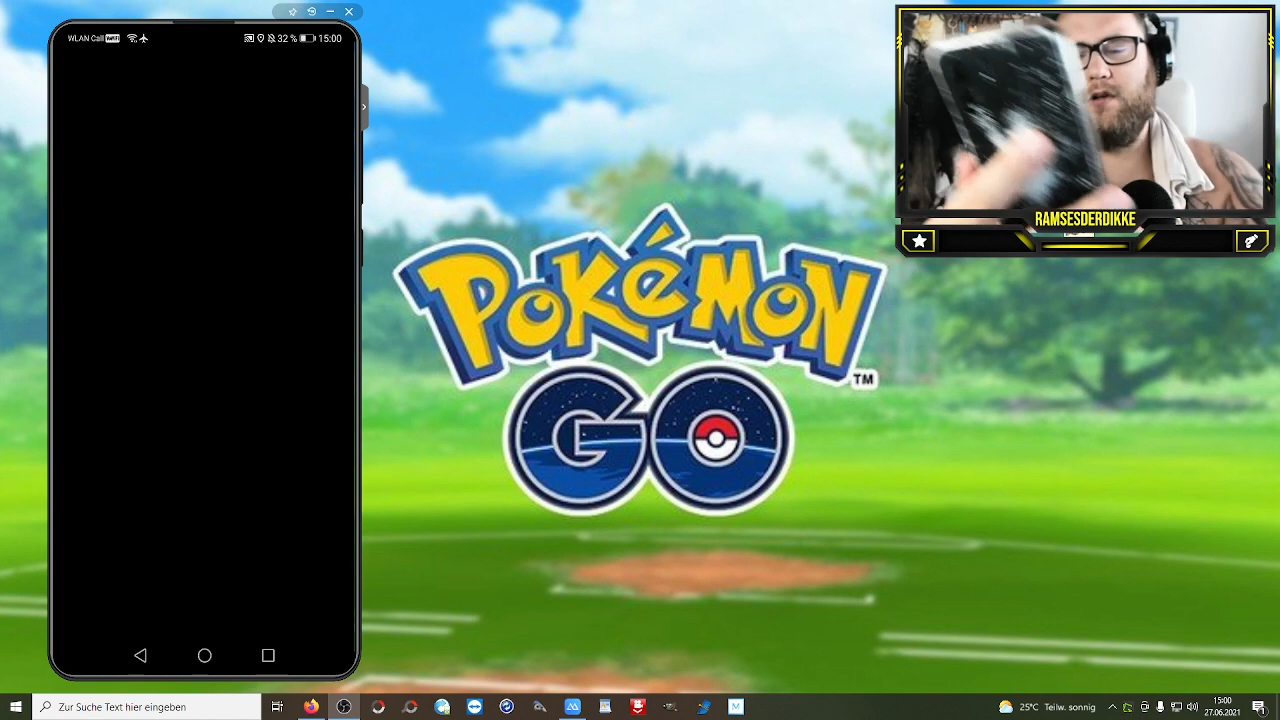 WLAN Call WiFi
32 % 15:00
RAMSESDERDIKKE
POKéMON
TM
GO
Zur Suche Text hier eingeben
25°C Teilw. sonnig
15:00
27.06.2021